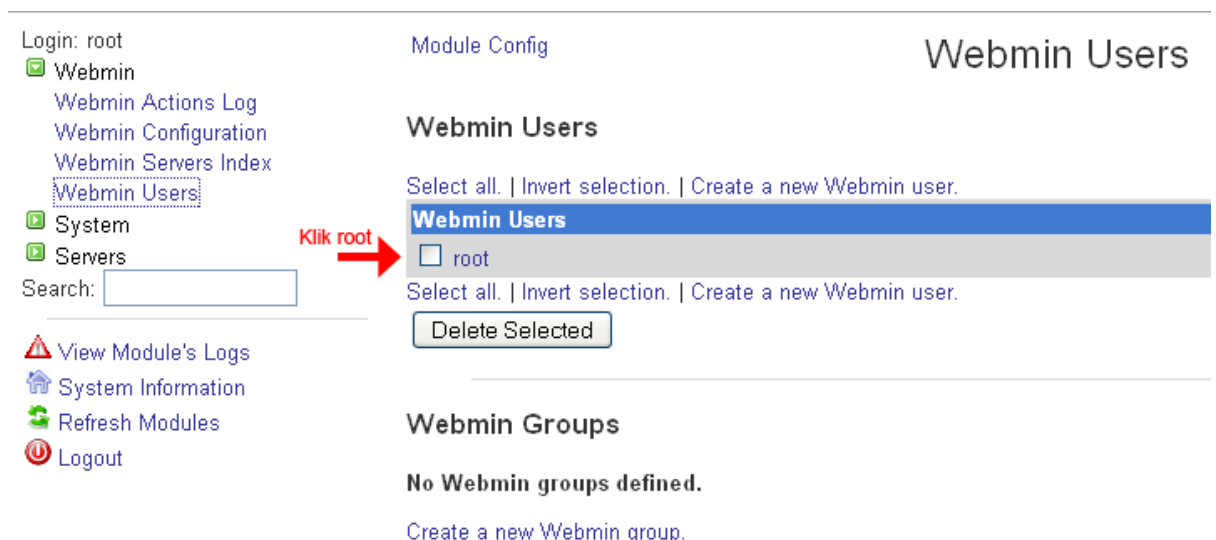 Login: root
Webmin
Webmin Actions Log
Webmin Configuration
Webmin Servers Index
Webmin Users
System
Servers
Search:
View Module's Logs
System Information
Refresh Modules
Logout
Module Config
Webmin Users
Webmin Users
Select all. | Invert selection. | Create a new Webmin user.
Webmin Users
Klik root
root
Select all. | Invert selection. | Create a new Webmin user.
Delete Selected
Webmin Groups
No Webmin groups defined.
Create a new Webmin group.